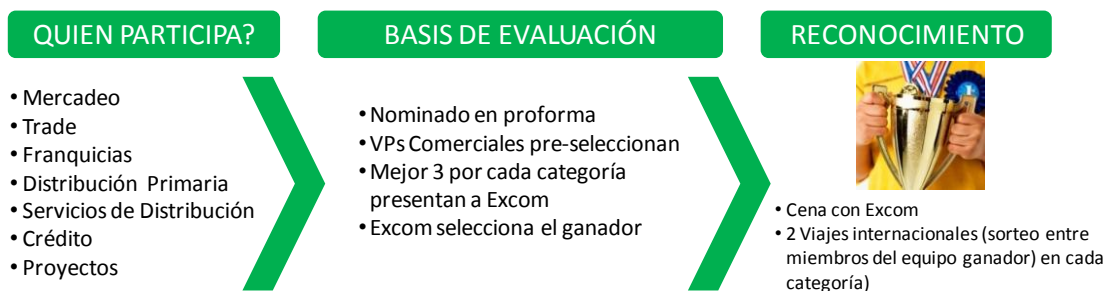 QUIEN PARTICIPA?
• Mercadeo
• Trade
• Franquicias
• Distribución Primaria
• Servicios de Distribución
• Crédito
• Proyectos
BASIS DE EVALUACIÓN
• Nominado en proforma
• VPs Comerciales pre-seleccionan
• Mejor 3 por cada categoría
presentan a Excom
• Excom selecciona el ganador
RECONOCIMIENTO
• Cena con Excom
• 2 Viajes internacionales (sorteo entre
miembros del equipo ganador) en cada
categoría)